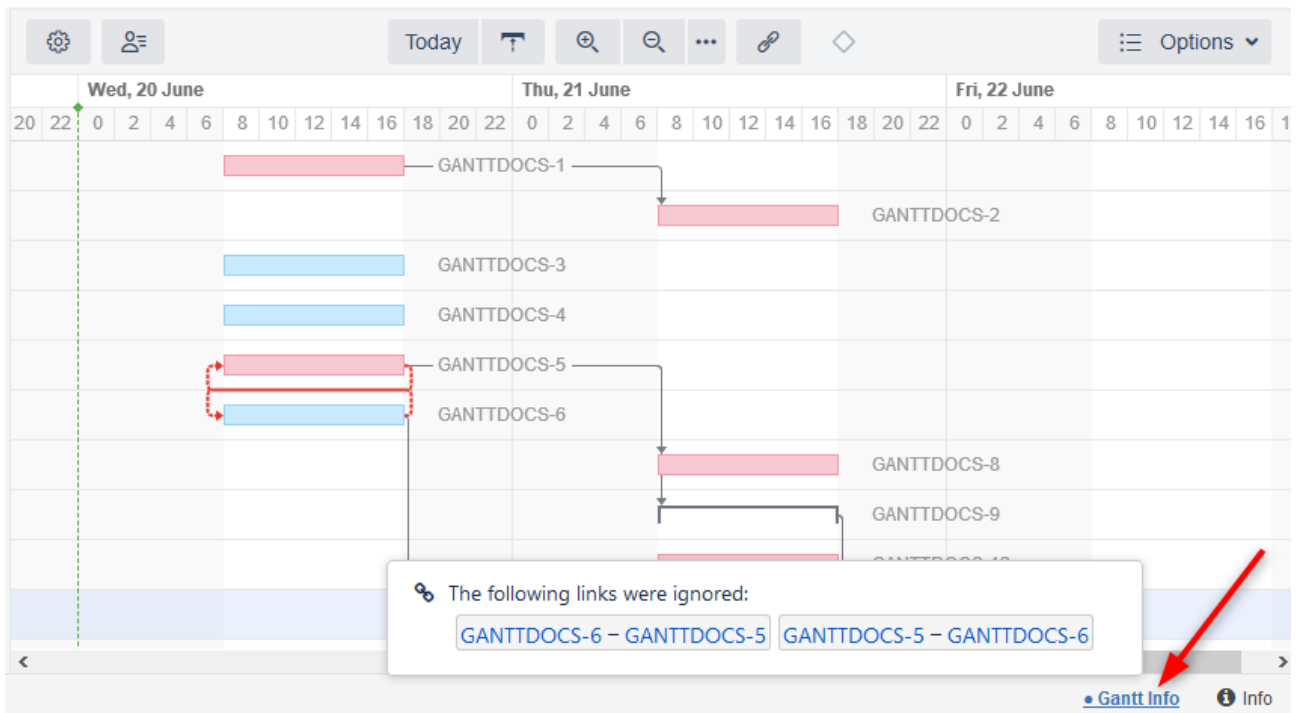 Today ••• Options
Wed, 20 June Thu, 21 June Fri, 22 June
20 22 0 2 4 6 8 10 12 14 16 18 20 22 0 2 4 6 8 10 12 14 16 18 20 22 0 2 4 6 8 10 12 14 16 1
GANTTDOCS-1
GANTTDOCS-2
GANTTDOCS-3
GANTTDOCS-4
GANTTDOCS-5
GANTTDOCS-6
GANTTDOCS-8
GANTTDOCS-9
The following links were ignored:
GANTTDOCS-6 – GANTTDOCS-5 GANTTDOCS-5 – GANTTDOCS-6
• Gantt Info Info